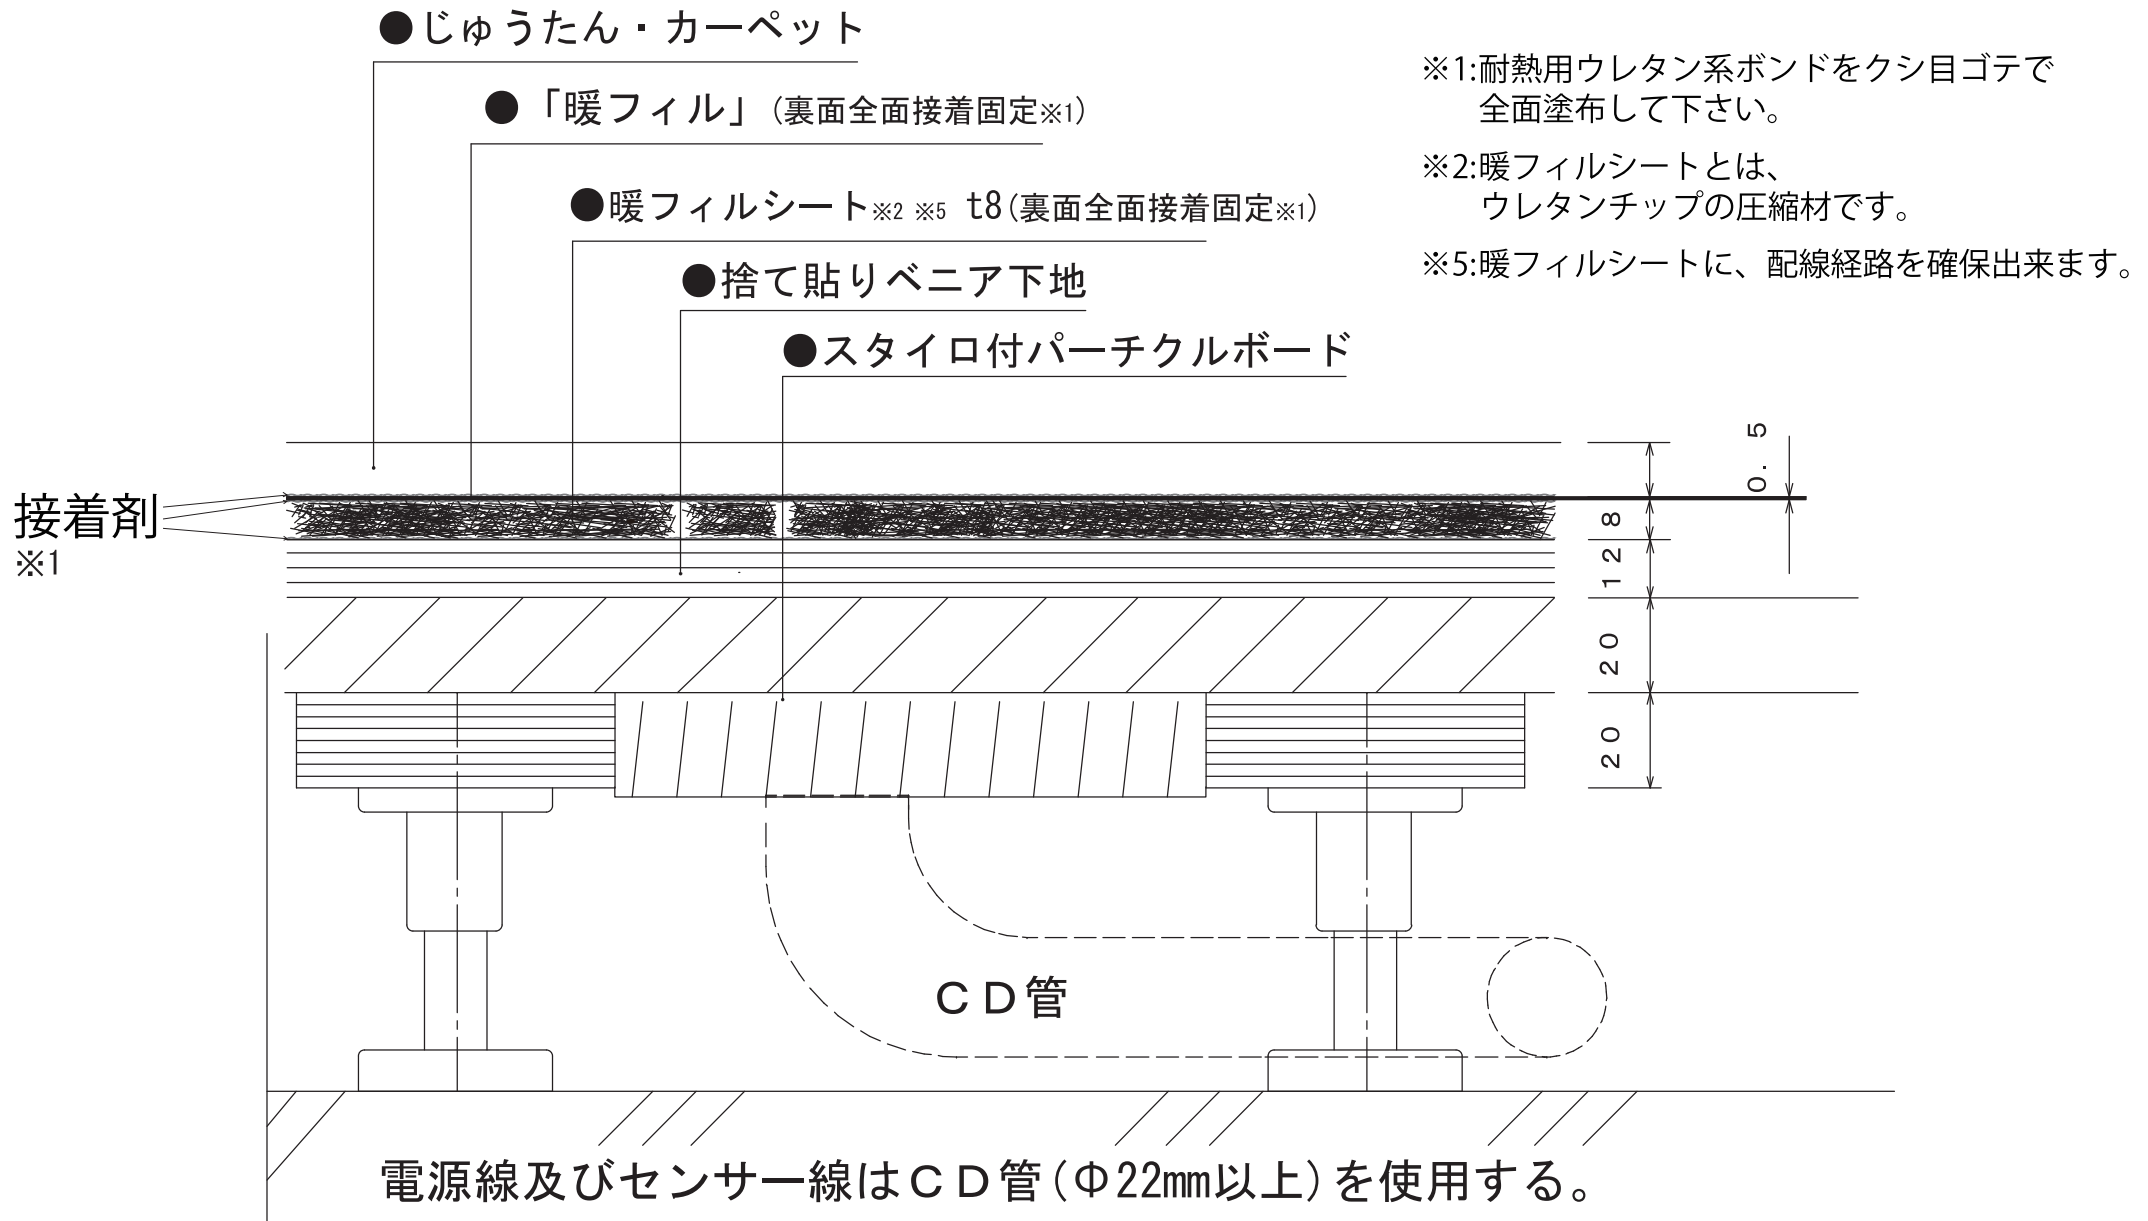 ●じゅうたん・カーペット
●「暖フィル」(裏面全面接着固定※1)
●暖フィルシート※2 ※5 t8(裏面全面接着固定※1)
●捨て貼りベニア下地
●スタイロ付パーチクルボード
※1:耐熱用ウレタン系ボンドをクシ目ゴテで
全面塗布して下さい。
※2:暖フィルシートとは、
ウレタンチップの圧縮材です。
※5:暖フィルシートに、配線経路を確保出来ます。
接着剤
※1
0.5
8
12
20
20
CD管
電源線及びセンサー線はCD管(Φ22mm以上)を使用する。